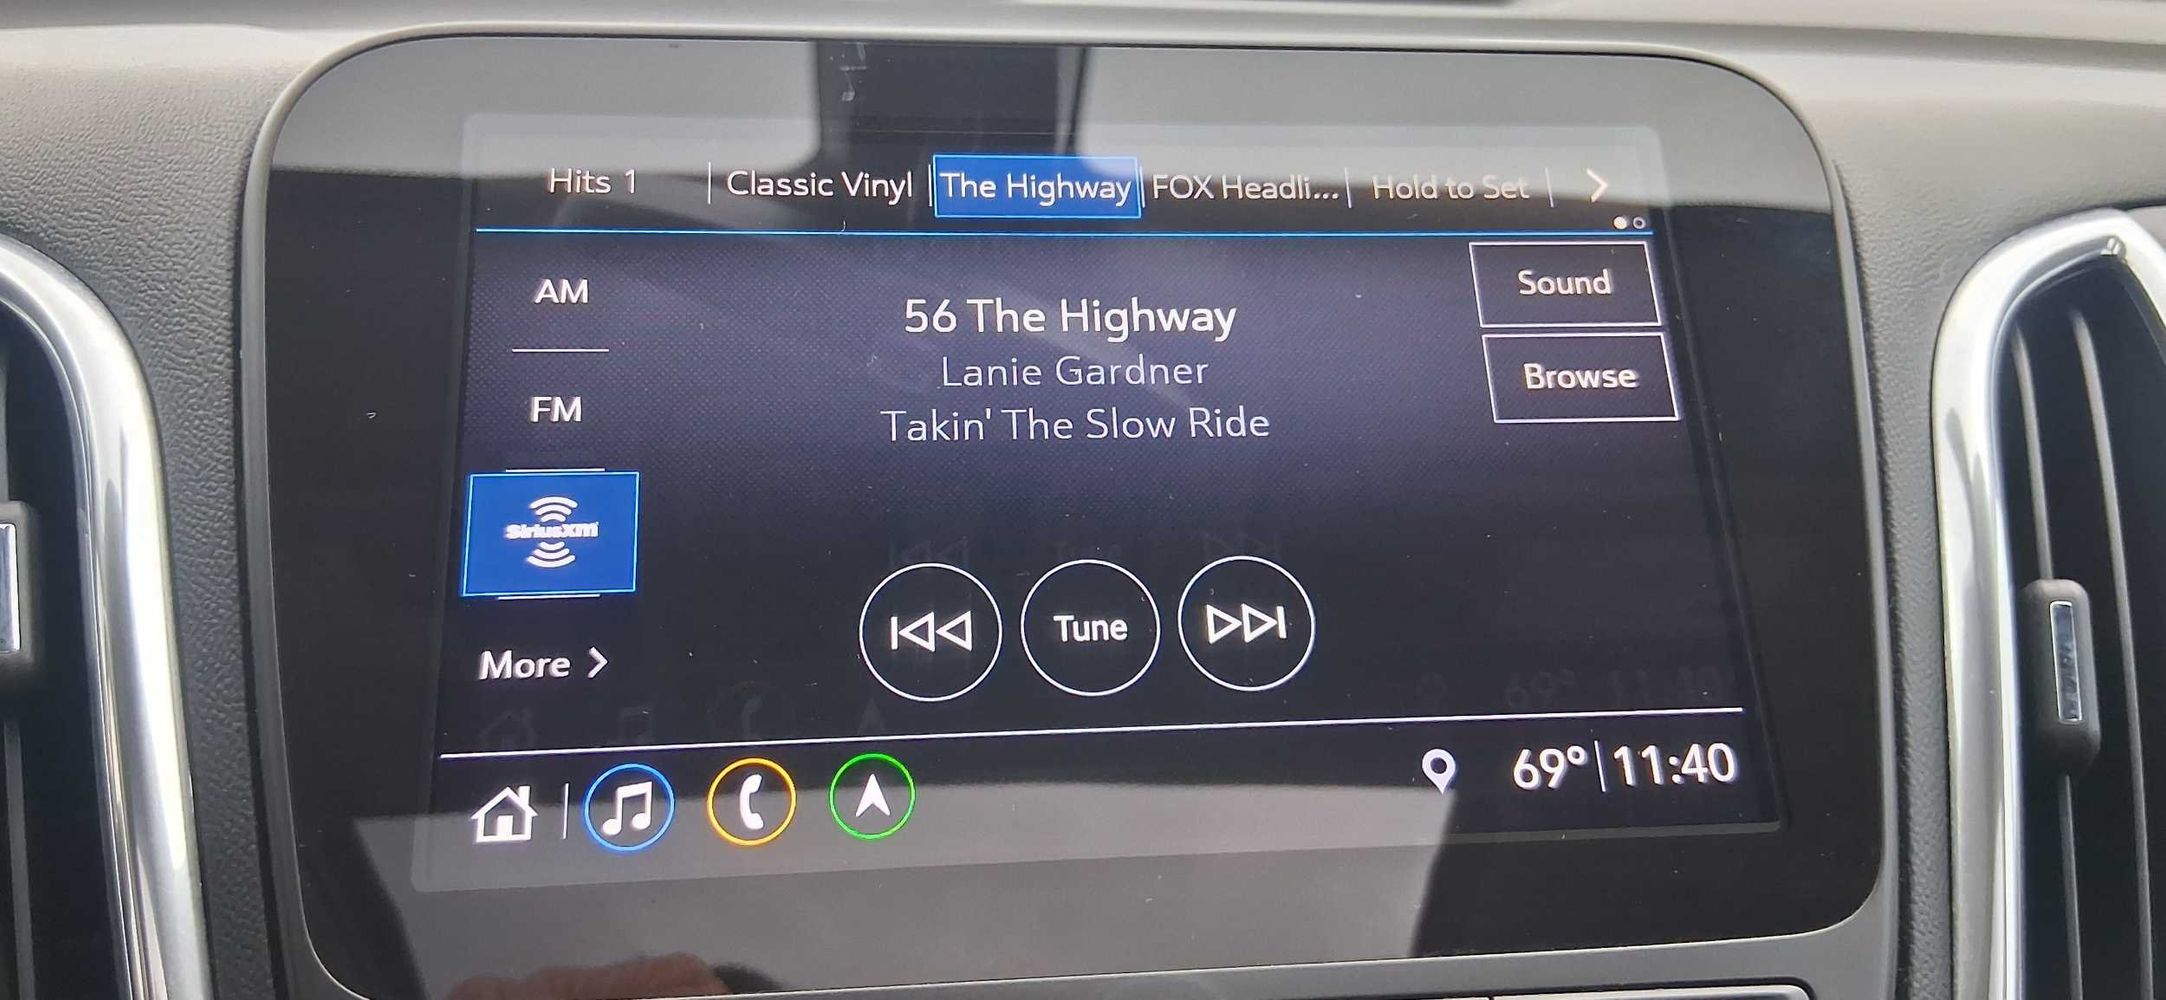 Hits 1 Classic Vinyl The Highway FOX Headli... Hold to Set
AM
56 The Highway
Sound
Lanie Gardner
Browse
FM
Takin' The Slow Ride
SiriusXM
Tune
More
69° 11:40